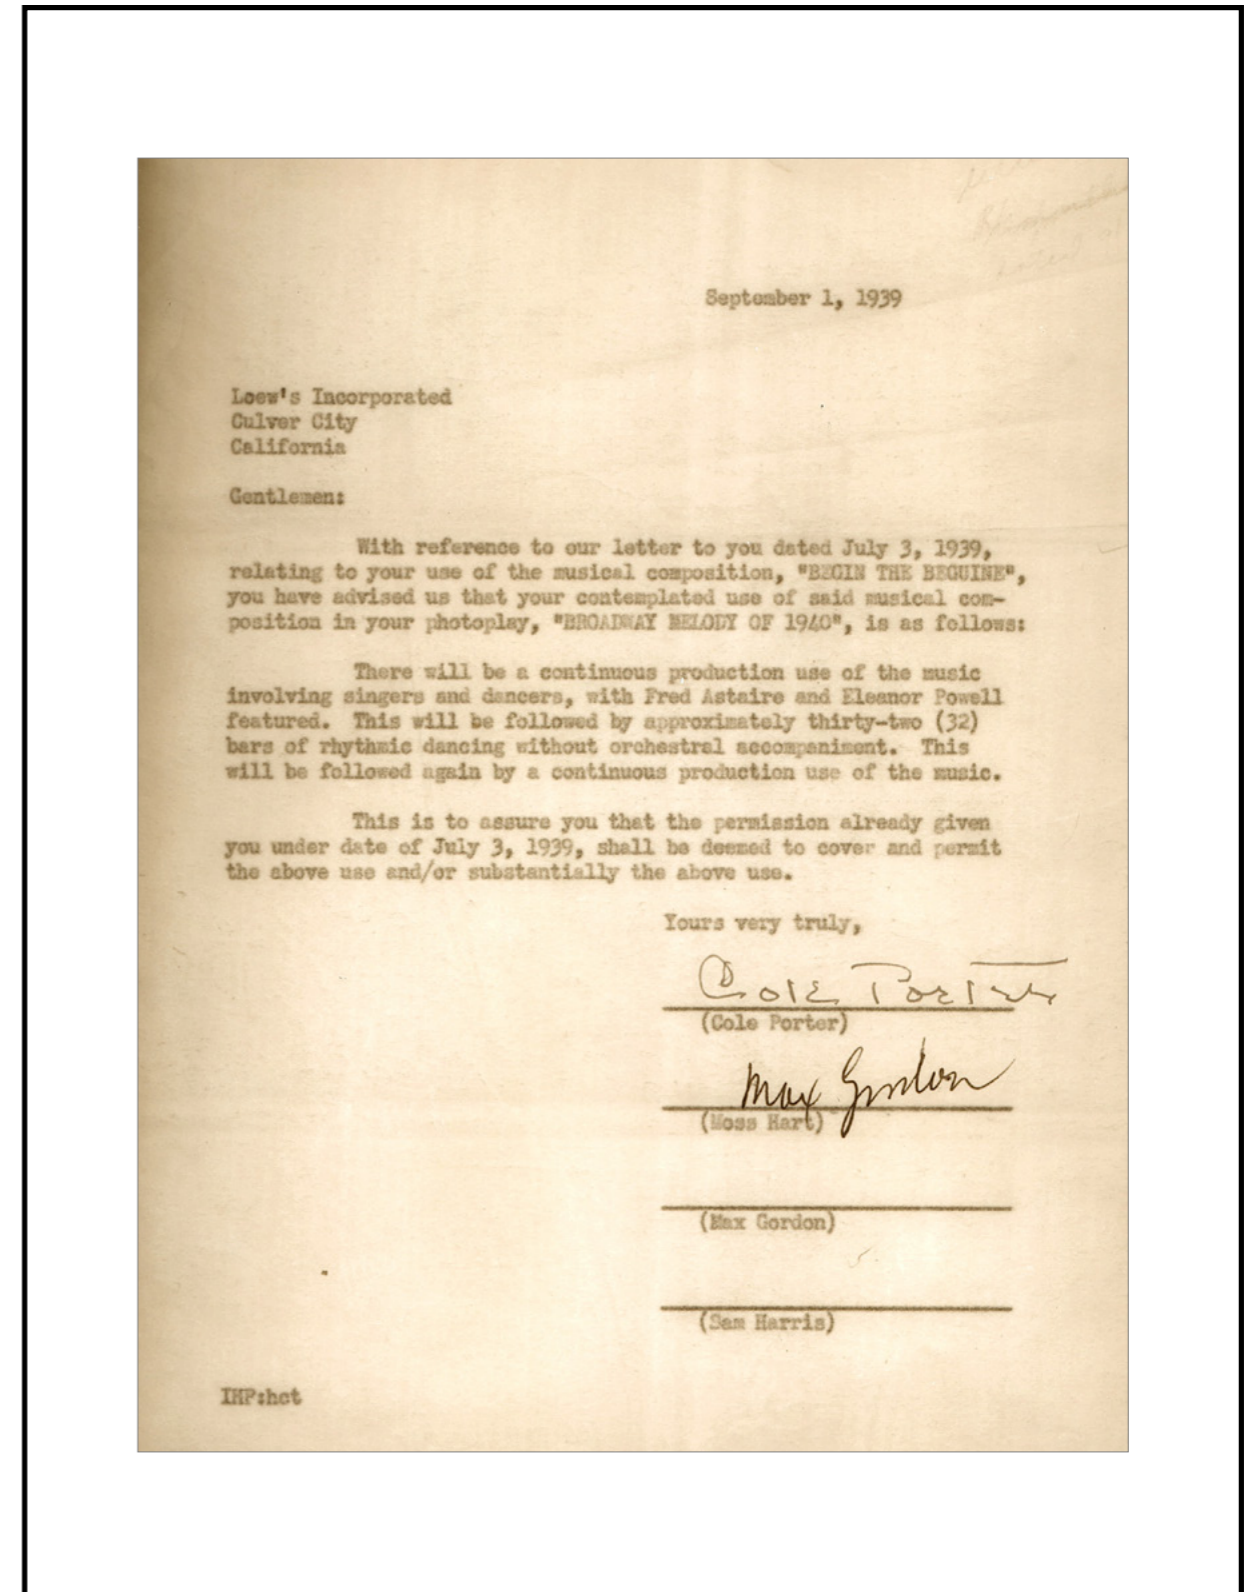 September 1, 1939
Loew's Incorporated
Culver City
California
Gentlemen:
With reference to our letter to you dated July 3, 1939,
relating to your use of the musical composition, "BEGIN THE BEGUINE",
you have advised us that your contemplated use of said musical com-
position in your photoplay, "BROADWAY MELODY OF 1940", is as follows:
There will be a continuous production use of the music
involving singers and dancers, with Fred Astaire and Eleanor Powell
featured. This will be followed by approximately thirty-two (32)
bars of rhythmic dancing without orchestral accompaniment. This
will be followed again by a continuous production use of the music.
This is to assure you that the permission already given
you under date of July 3, 1939, shall be deemed to cover and permit
the above use and/or substantially the above use.
Yours very truly,
Cole Porter
(Cole Porter)
Max Gordon
(Moss Hart)
(Max Gordon)
(Sam Harris)
IHP:hct